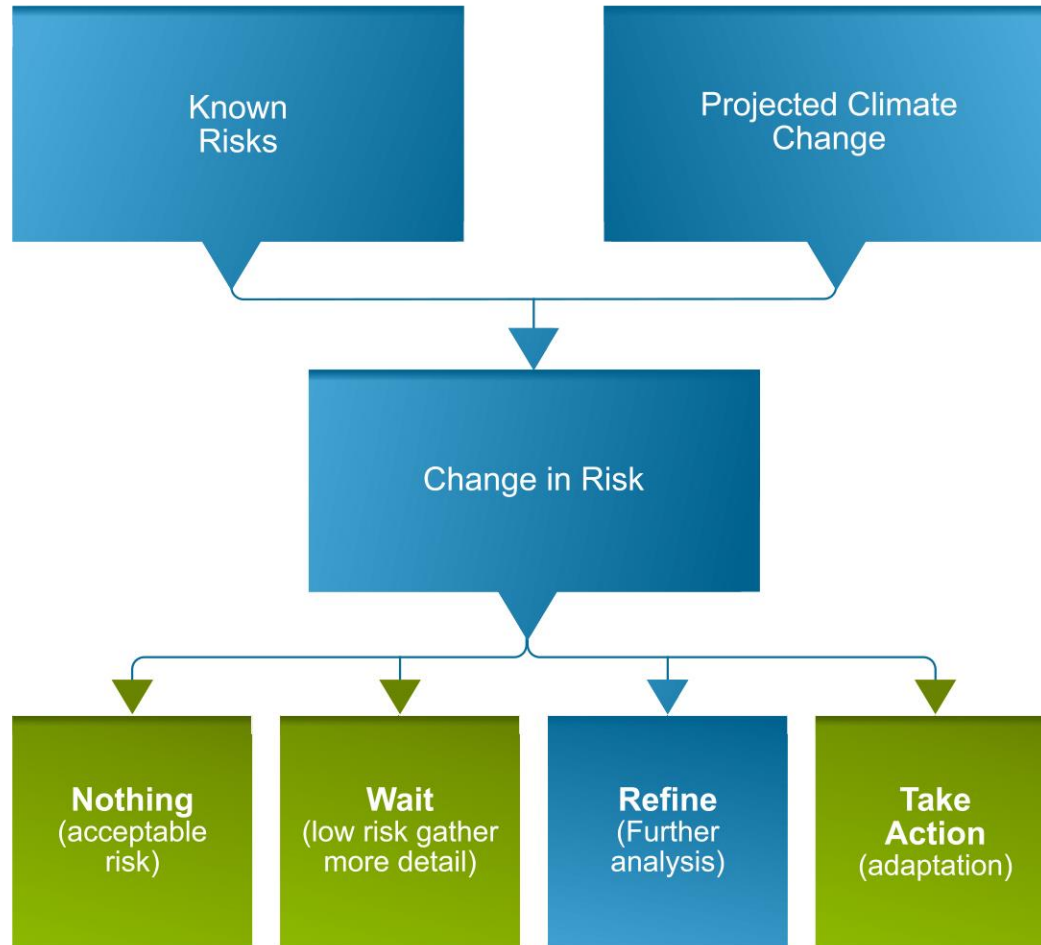 Known
Risks
Projected Climate
Change
Change in Risk
Nothing
(acceptable
risk)
Wait
(low risk gather
more detail)
Refine
(Further
analysis)
Take
Action
(adaptation)